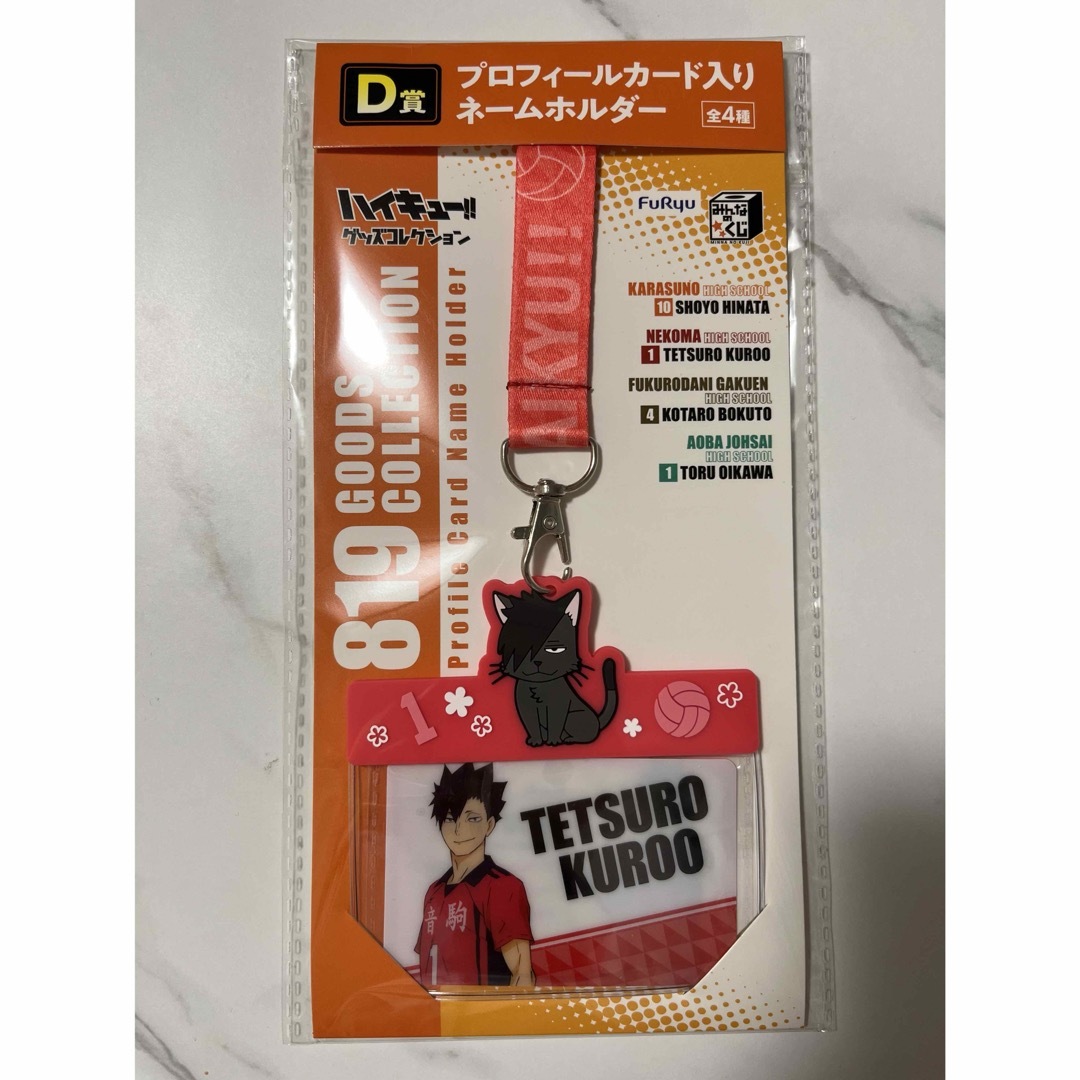 D賞
プロフィールカード入り
ネームホルダー
全4種
ハイキュー!!
グッズコレクション
819 GOODS
COLLECTION
Profile Card Name Holder
AIKYU!!
FuRyu
みんな
の
くじ
MINNA NO KUJI
KARASUNO HIGH SCHOOL
10 SHOYO HINATA
NEKOMA HIGH SCHOOL
1 TETSURO KUROO
FUKURODANI GAKUEN
HIGH SCHOOL
4 KOTARO BOKUTO
AOBA JOHSAI
HIGH SCHOOL
1 TORU OIKAWA
1
TETSURO
KUROO
音駒
1